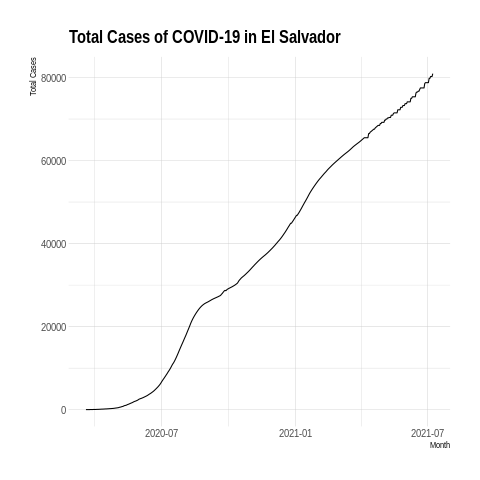 Total Cases of COVID-19 in El Salvador
Total Cases
80000
60000
40000
20000
0
2020-07
2021-01
2021-07
Month